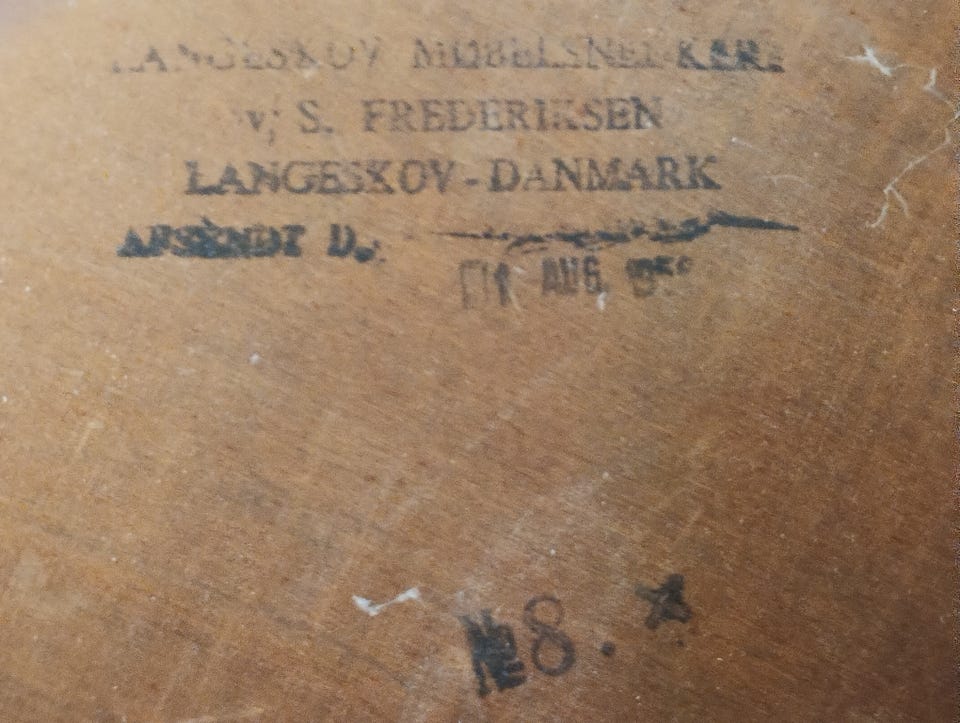 LANGESKOV MØBELSNEDKERI
v; S. FREDERIKSEN
LANGESKOV-DANMARK
AFSENDT D.
AUG.
№ 8.